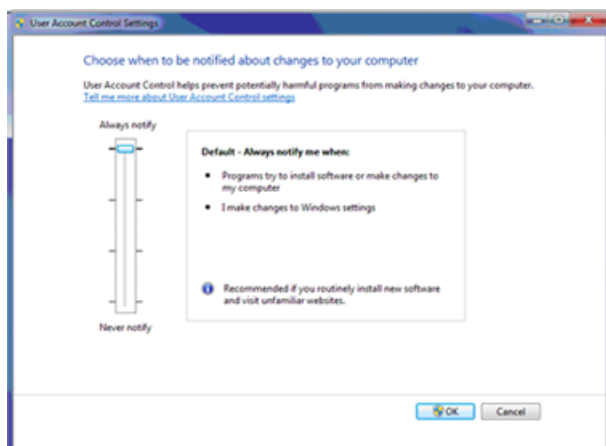 User Account Control Settings
Choose when to be notified about changes to your computer
User Account Control helps prevent potentially harmful programs from making changes to your computer.
Tell me more about User Account Control settings
Always notify
Default - Always notify me when:
Programs try to install software or make changes to
my computer
I make changes to Windows settings
Recommended if you routinely install new software
and visit unfamiliar websites.
Never notify
OK
Cancel